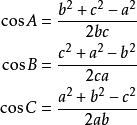 cos A = (b² + c² − a²) / 2bc
cos B = (c² + a² − b²) / 2ca
cos C = (a² + b² − c²) / 2ab